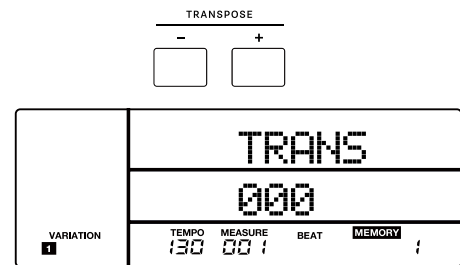 TRANSPOSE
- +
TRANS
000
VARIATION TEMPO MEASURE BEAT MEMORY
1 130 001 1